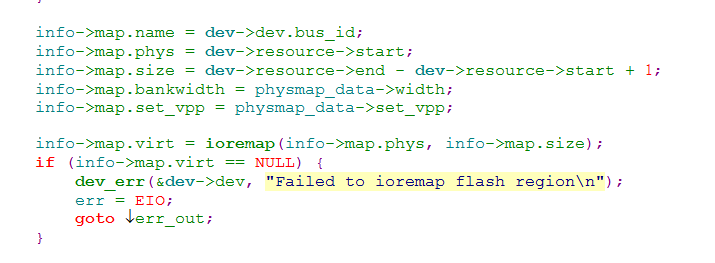 info->map.name = dev->dev.bus_id;
info->map.phys = dev->resource->start;
info->map.size = dev->resource->end - dev->resource->start + 1;
info->map.bankwidth = physmap_data->width;
info->map.set_vpp = physmap_data->set_vpp;
info->map.virt = ioremap(info->map.phys, info->map.size);
if (info->map.virt == NULL) {
dev_err(&dev->dev, "Failed to ioremap flash region\n");
err = EIO;
goto ↓err_out;
}